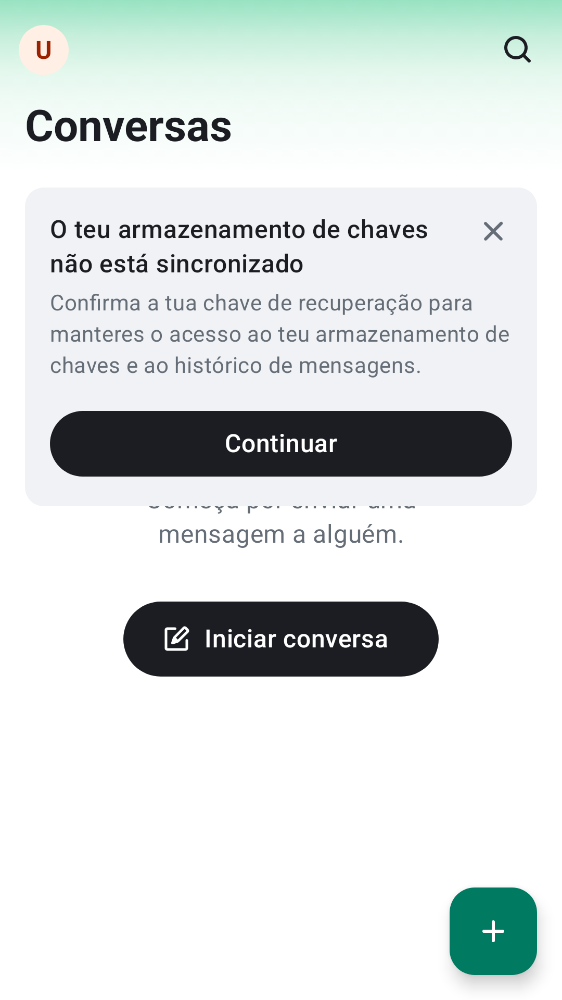 U
Conversas
O teu armazenamento de chaves
não está sincronizado
Confirma a tua chave de recuperação para
manteres o acesso ao teu armazenamento de
chaves e ao histórico de mensagens.
Continuar
mensagem a alguém.
Iniciar conversa